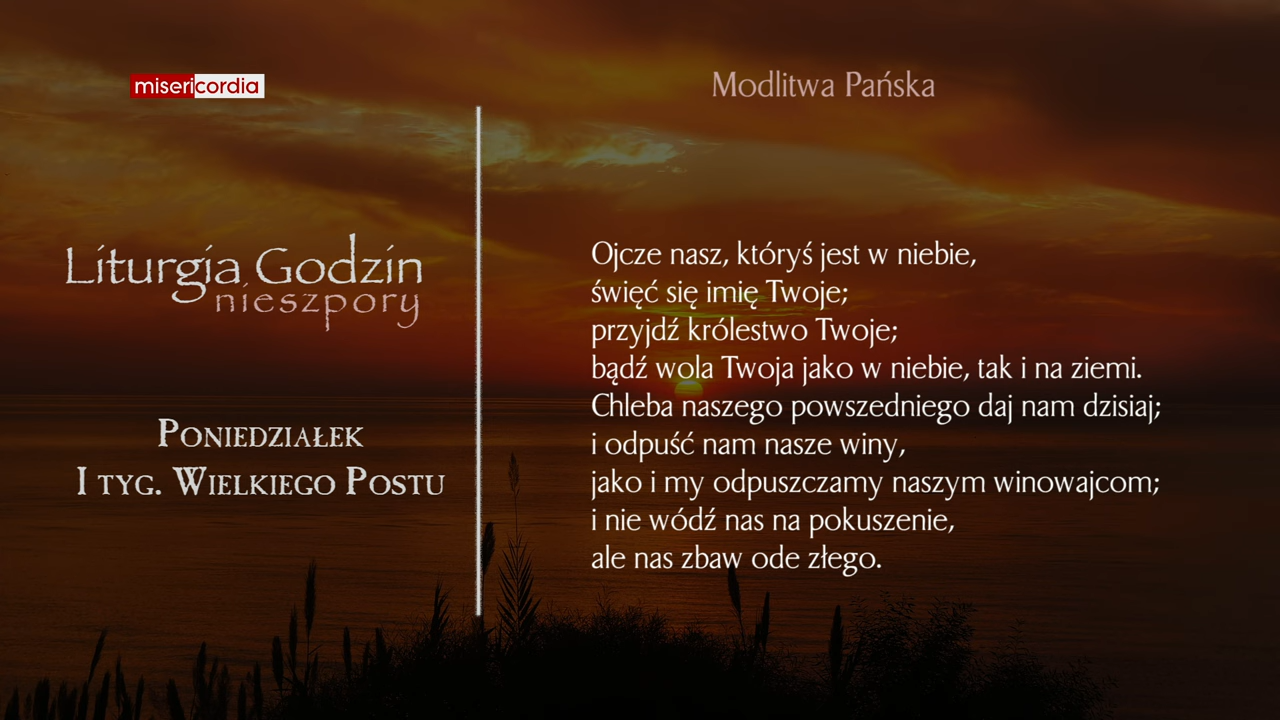 misericordia
Liturgia Godzin
nieszpory
Poniedziałek
I tyg. Wielkiego Postu
Modlitwa Pańska
Ojcze nasz, któryś jest w niebie,
święć się imię Twoje;
przyjdź królestwo Twoje;
bądź wola Twoja jako w niebie, tak i na ziemi.
Chleba naszego powszedniego daj nam dzisiaj;
i odpuść nam nasze winy,
jako i my odpuszczamy naszym winowajcom;
i nie wódź nas na pokuszenie,
ale nas zbaw ode złego.